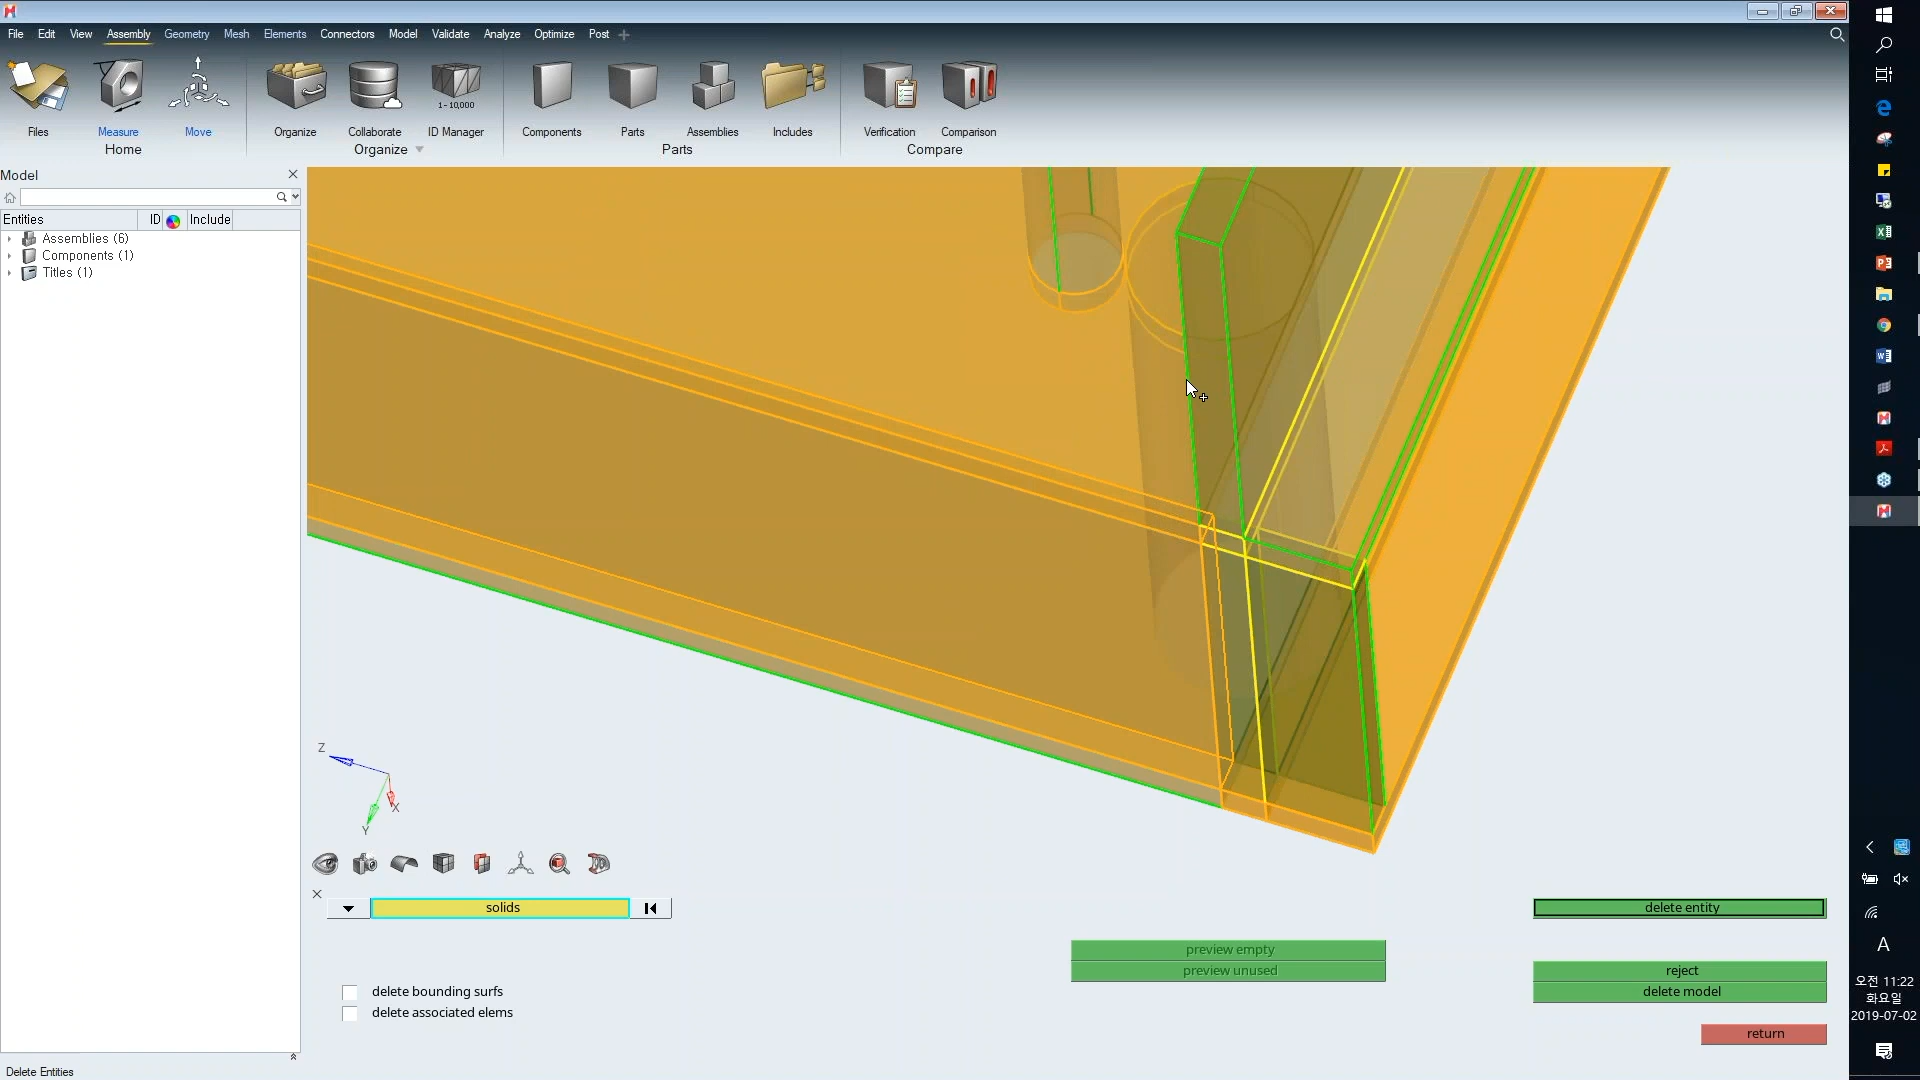 File Edit View Assembly Geometry Mesh Elements Connectors Model Validate Analyze Optimize Post
1-10,000
Files Measure Move Organize Collaborate ID Manager Components Parts Assemblies Includes Verification Comparison
Home Organize Parts Compare
Model
Entities ID Include
Assemblies (6)
Components (1)
Titles (1)
Z
X
Y
solids
delete entity
preview empty
preview unused
reject
delete bounding surfs
delete model
delete associated elems
return
Delete Entities
A
오전 11:22
화요일
2019-07-02